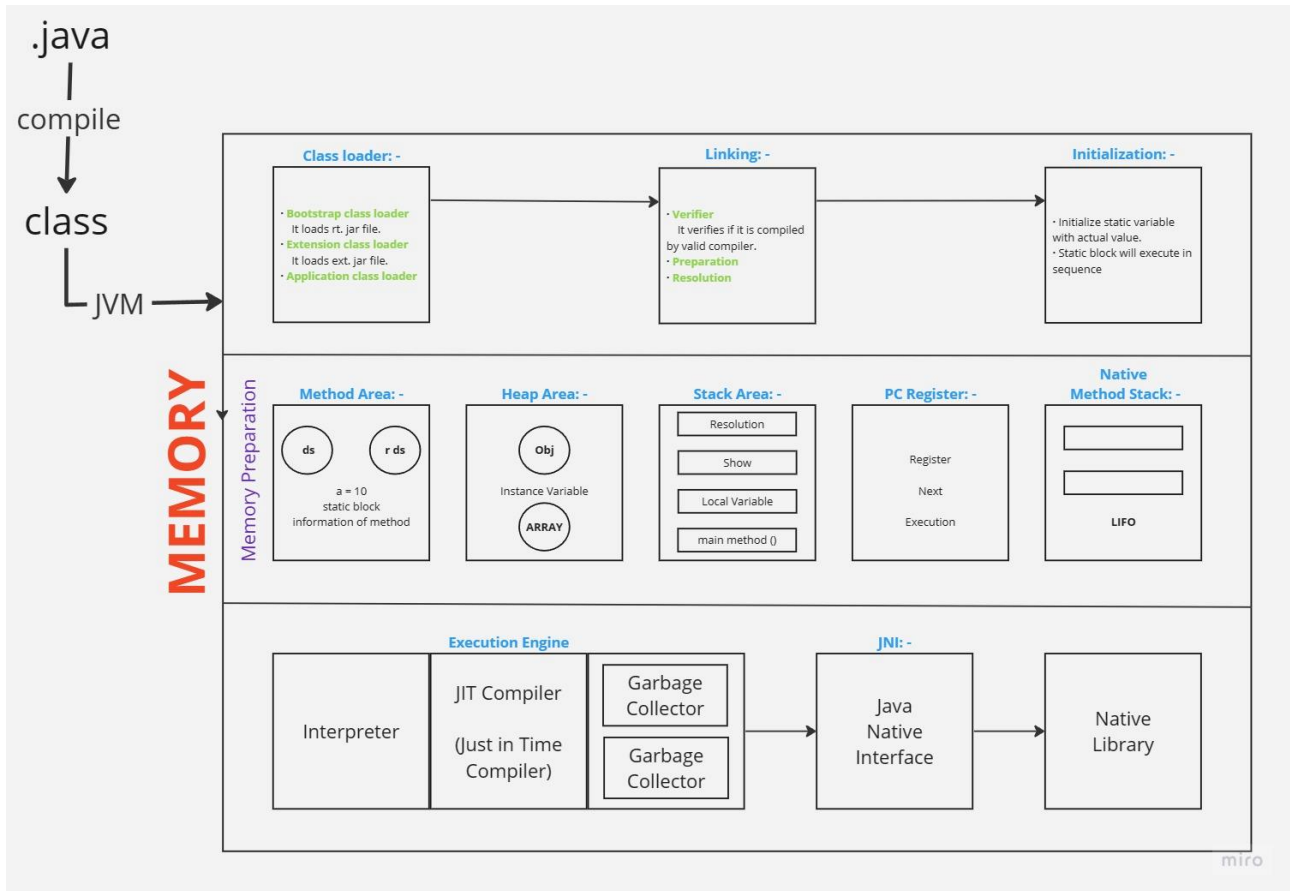 .java
compile
class
JVM
Class loader: -
· Bootstrap class loader
It loads rt. jar file.
· Extension class loader
It loads ext. jar file.
· Application class loader
Linking: -
· Verifier
It verifies if it is compiled
by valid compiler.
· Preparation
· Resolution
Initialization: -
· Initialize static variable
with actual value.
· Static block will execute in
sequence
MEMORY
Memory Preparation
Method Area: -
ds
r ds
a = 10
static block
information of method
Heap Area: -
Obj
Instance Variable
ARRAY
Stack Area: -
Resolution
Show
Local Variable
main method ()
PC Register: -
Register
Next
Execution
Native
Method Stack: -
LIFO
Execution Engine
Interpreter
JIT Compiler
(Just in Time
Compiler)
Garbage
Collector
Garbage
Collector
JNI: -
Java
Native
Interface
Native
Library
miro